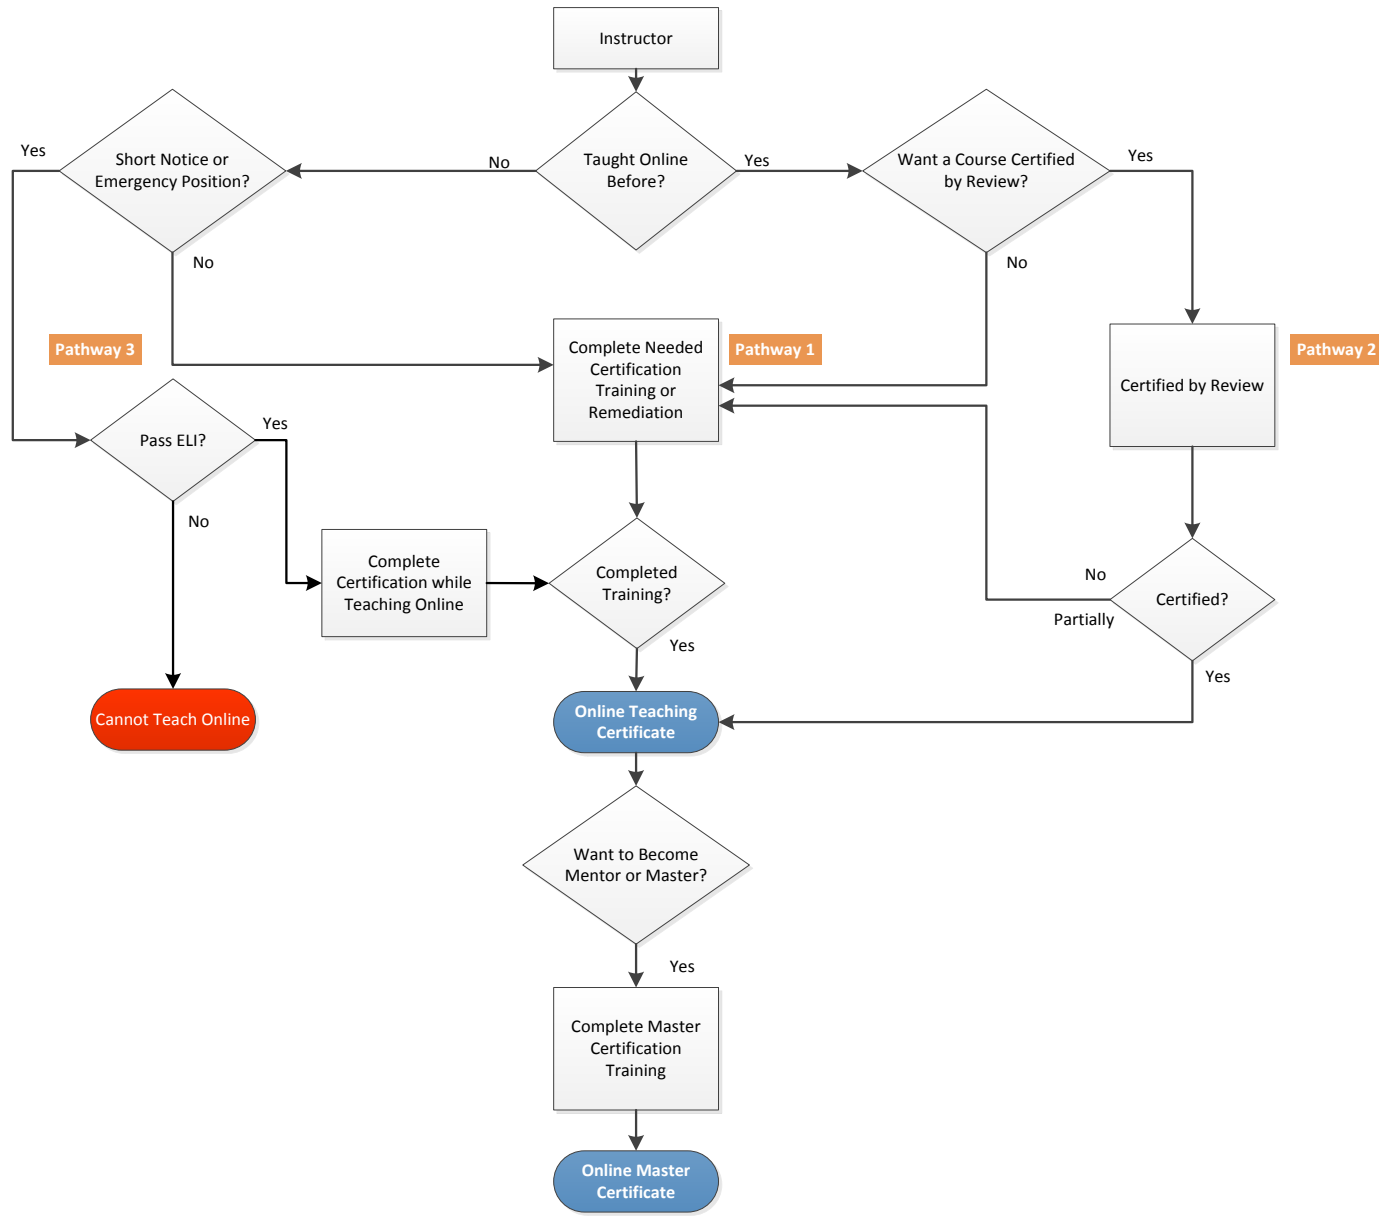 Instructor
Yes
Short Notice or
Emergency Position?
No
Taught Online
Before?
Yes
Want a Course Certified
by Review?
Yes
No
No
Pathway 3
Complete Needed
Certification
Training or
Remediation
Pathway 1
Pathway 2
Certified by Review
Pass ELI?
Yes
No
Complete
Certification while
Teaching Online
Completed
Training?
No
Partially
Certified?
Yes
Yes
Cannot Teach Online
Online Teaching
Certificate
Want to Become
Mentor or Master?
Yes
Complete Master
Certification
Training
Online Master
Certificate